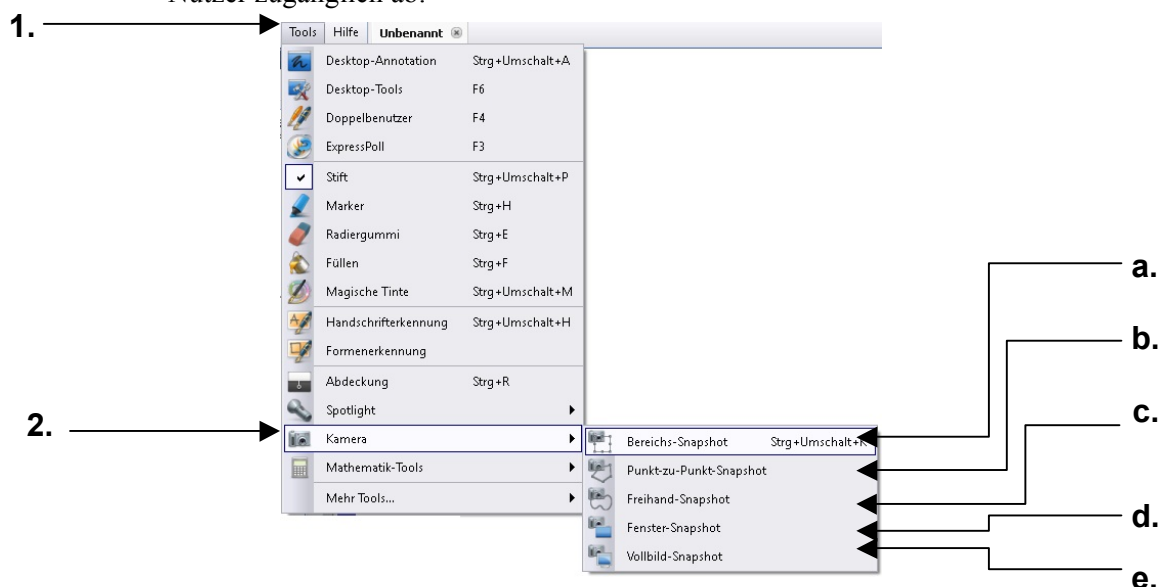 Nutzer zugänglich ab.
1.
Tools Hilfe Unbenannt
Desktop-Annotation Strg+Umschalt+A
Desktop-Tools F6
Doppelbenutzer F4
ExpressPoll F3
Stift Strg+Umschalt+P
Marker Strg+H
Radiergummi Strg+E
Füllen Strg+F
Magische Tinte Strg+Umschalt+M
Handschrifterkennung Strg+Umschalt+H
Formenerkennung
Abdeckung Strg+R
Spotlight
2.
Kamera
Mathematik-Tools
Mehr Tools...
Bereichs-Snapshot Strg+Umschalt+K
Punkt-zu-Punkt-Snapshot
Freihand-Snapshot
Fenster-Snapshot
Vollbild-Snapshot
a.
b.
c.
d.
e.